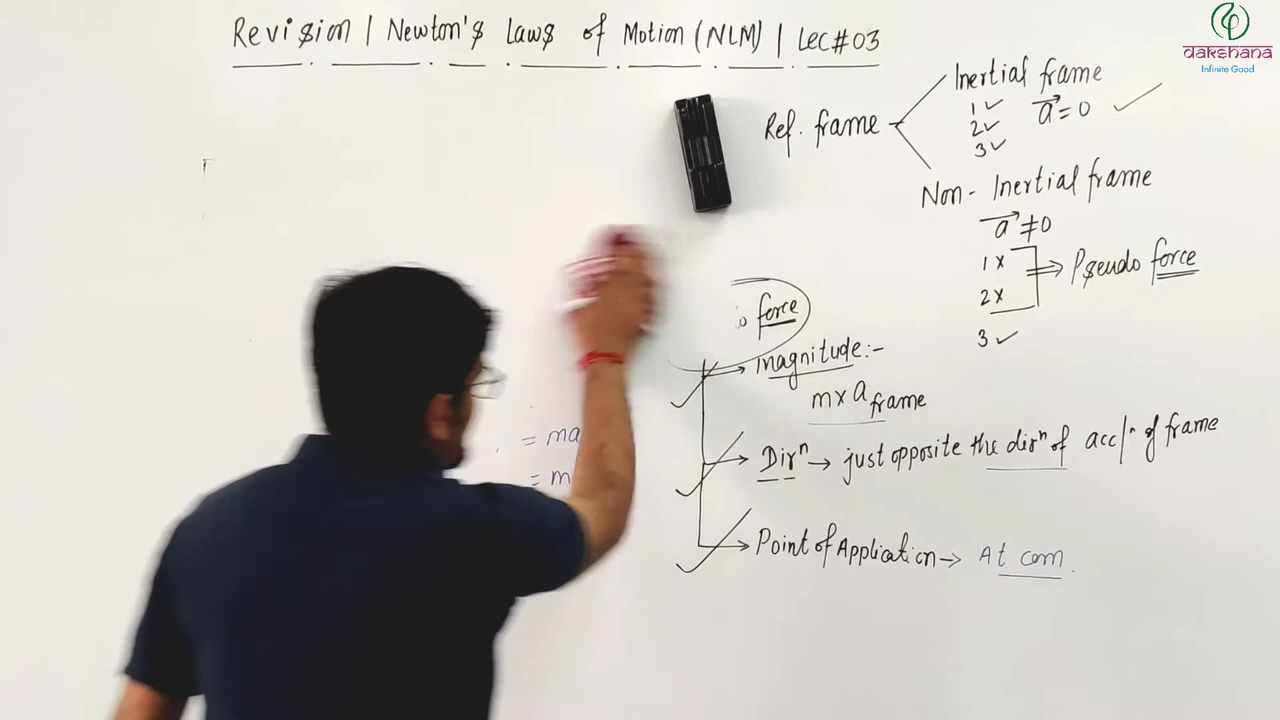 Revision | Newton's Laws of Motion (NLM) | Lec#03
dakshana
Infinite Good
Ref. frame
Inertial frame
1✓ a⃗ = 0 ✓
2✓
3✓
Non-Inertial frame
a⃗ ≠ 0
1 x
2 x
⇒ Pseudo force
3 ✓
force
Magnitude:-
m x a frame
= ma
= m
Dirⁿ → just opposite the dirⁿ of acc/ⁿ of frame
Point of Application → At com.